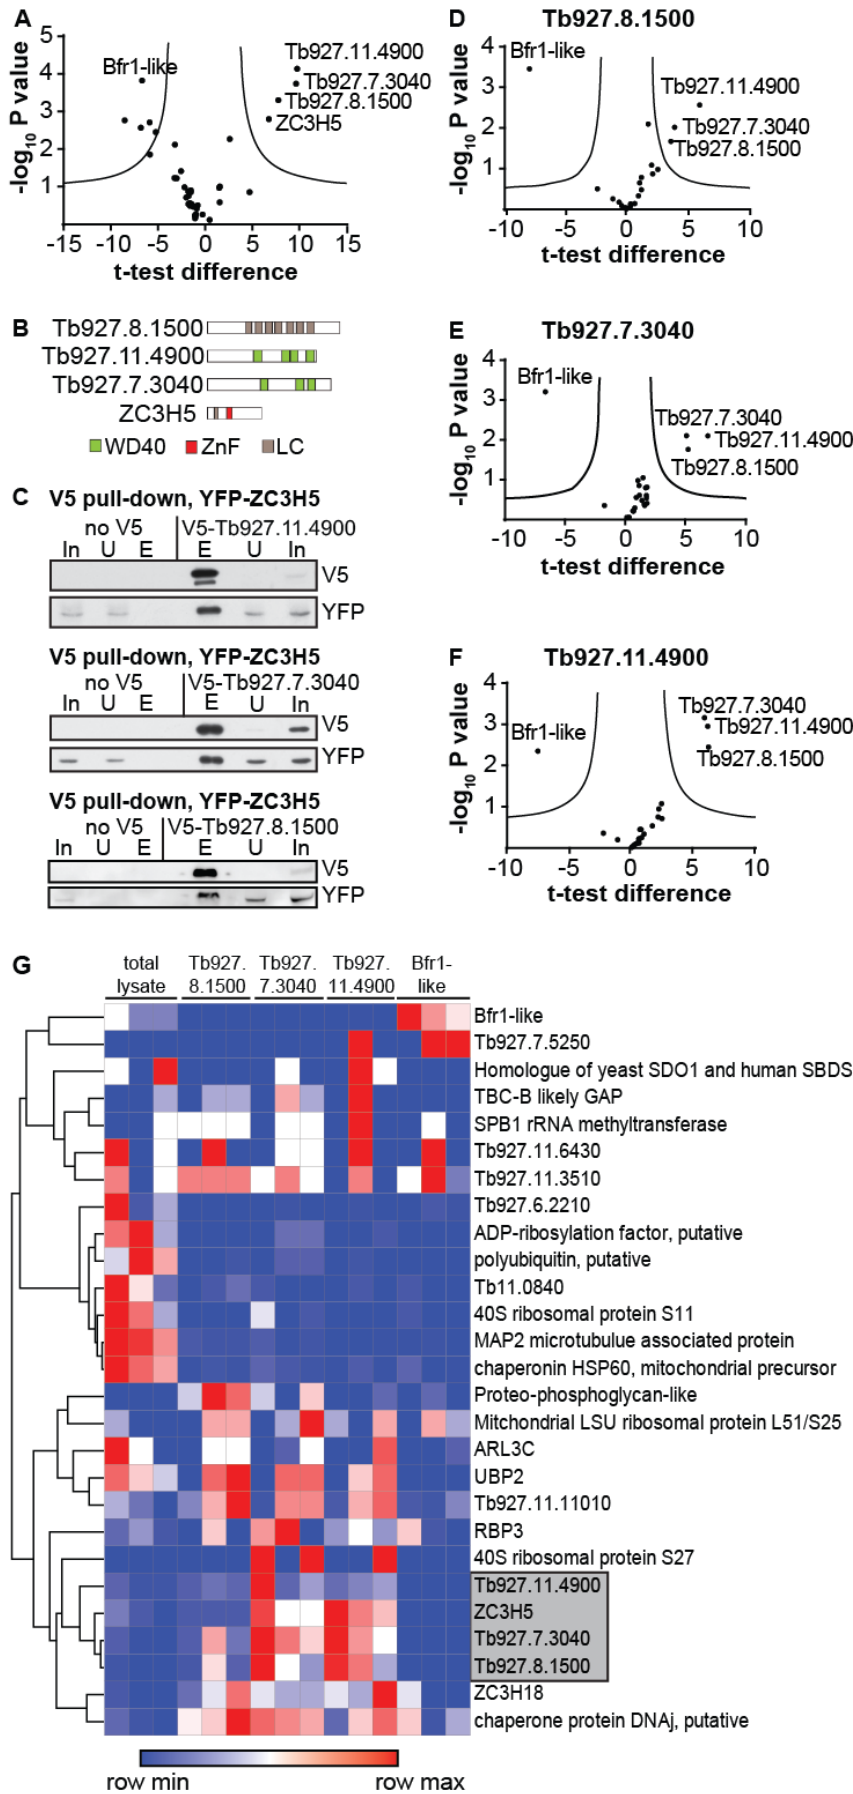 A
-log10 P value
5
4
3
2
1
-15 -10 -5 0 5 10 15
t-test difference
Bfr1-like
Tb927.11.4900
Tb927.7.3040
Tb927.8.1500
ZC3H5
B
Tb927.8.1500
Tb927.11.4900
Tb927.7.3040
ZC3H5
WD40 ZnF LC
C
V5 pull-down, YFP-ZC3H5
no V5 V5-Tb927.11.4900
In U E E U In
V5
YFP
V5 pull-down, YFP-ZC3H5
no V5 V5-Tb927.7.3040
In U E E U In
V5
YFP
V5 pull-down, YFP-ZC3H5
no V5 V5-Tb927.8.1500
In U E E U In
V5
YFP
D Tb927.8.1500
-log10 P value
4
3
2
1
-10 -5 0 5 10
t-test difference
Bfr1-like
Tb927.11.4900
Tb927.7.3040
Tb927.8.1500
E Tb927.7.3040
-log10 P value
4
3
2
1
-10 -5 0 5 10
t-test difference
Bfr1-like
Tb927.7.3040
Tb927.11.4900
Tb927.8.1500
F Tb927.11.4900
-log10 P value
4
3
2
1
-10 -5 0 5 10
t-test difference
Bfr1-like
Tb927.7.3040
Tb927.11.4900
Tb927.8.1500
G
total Tb927. Tb927. Tb927. Bfr1-
lysate 8.1500 7.3040 11.4900 like
Bfr1-like
Tb927.7.5250
Homologue of yeast SDO1 and human SBDS
TBC-B likely GAP
SPB1 rRNA methyltransferase
Tb927.11.6430
Tb927.11.3510
Tb927.6.2210
ADP-ribosylation factor, putative
polyubiquitin, putative
Tb11.0840
40S ribosomal protein S11
MAP2 microtubulue associated protein
chaperonin HSP60, mitochondrial precursor
Proteo-phosphoglycan-like
Mitchondrial LSU ribosomal protein L51/S25
ARL3C
UBP2
Tb927.11.11010
RBP3
40S ribosomal protein S27
Tb927.11.4900
ZC3H5
Tb927.7.3040
Tb927.8.1500
ZC3H18
chaperone protein DNAj, putative
row min row max